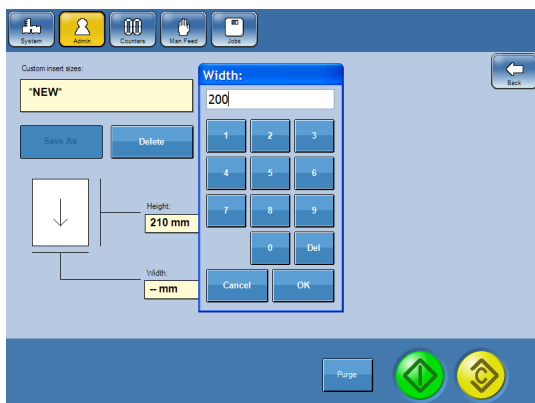 System
Admin
Counters
Man.Feed
Jobs
Custom insert sizes:
"NEW"
Save As
Delete
Height:
210 mm
Width:
-- mm
Width:
200
1 2 3
4 5 6
7 8 9
0 Del
Cancel OK
Back
Purge
C